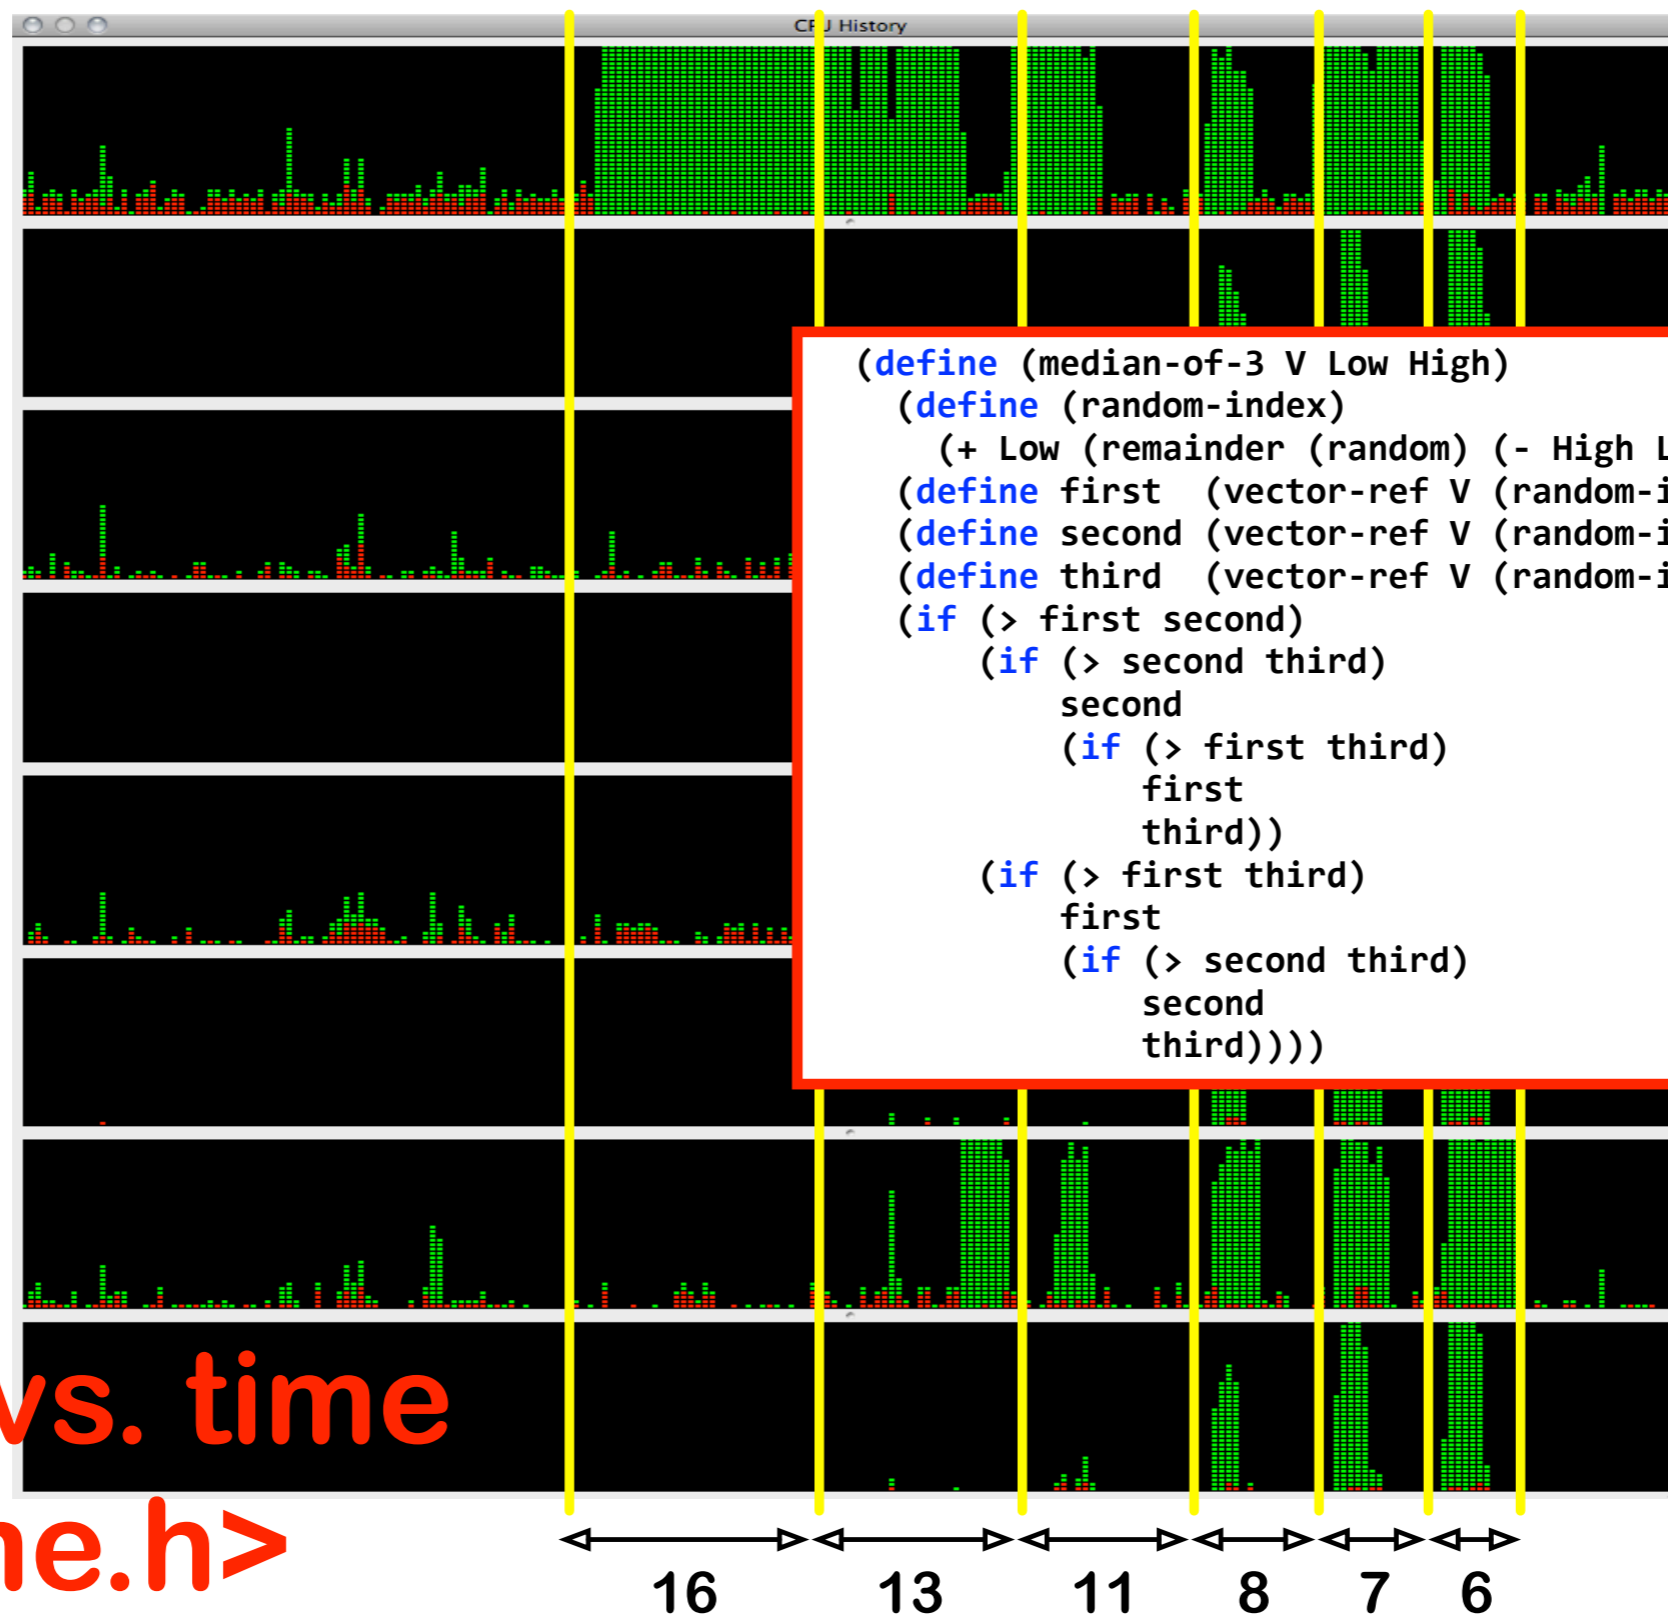 CPU History
(define (median-of-3 V Low High)
(define (random-index)
(+ Low (remainder (random) (- High L
(define first (vector-ref V (random-i
(define second (vector-ref V (random-i
(define third (vector-ref V (random-i
(if (> first second)
(if (> second third)
second
(if (> first third)
first
third))
(if (> first third)
first
(if (> second third)
second
third))))
vs. time
me.h>
16 13 11 8 7 6